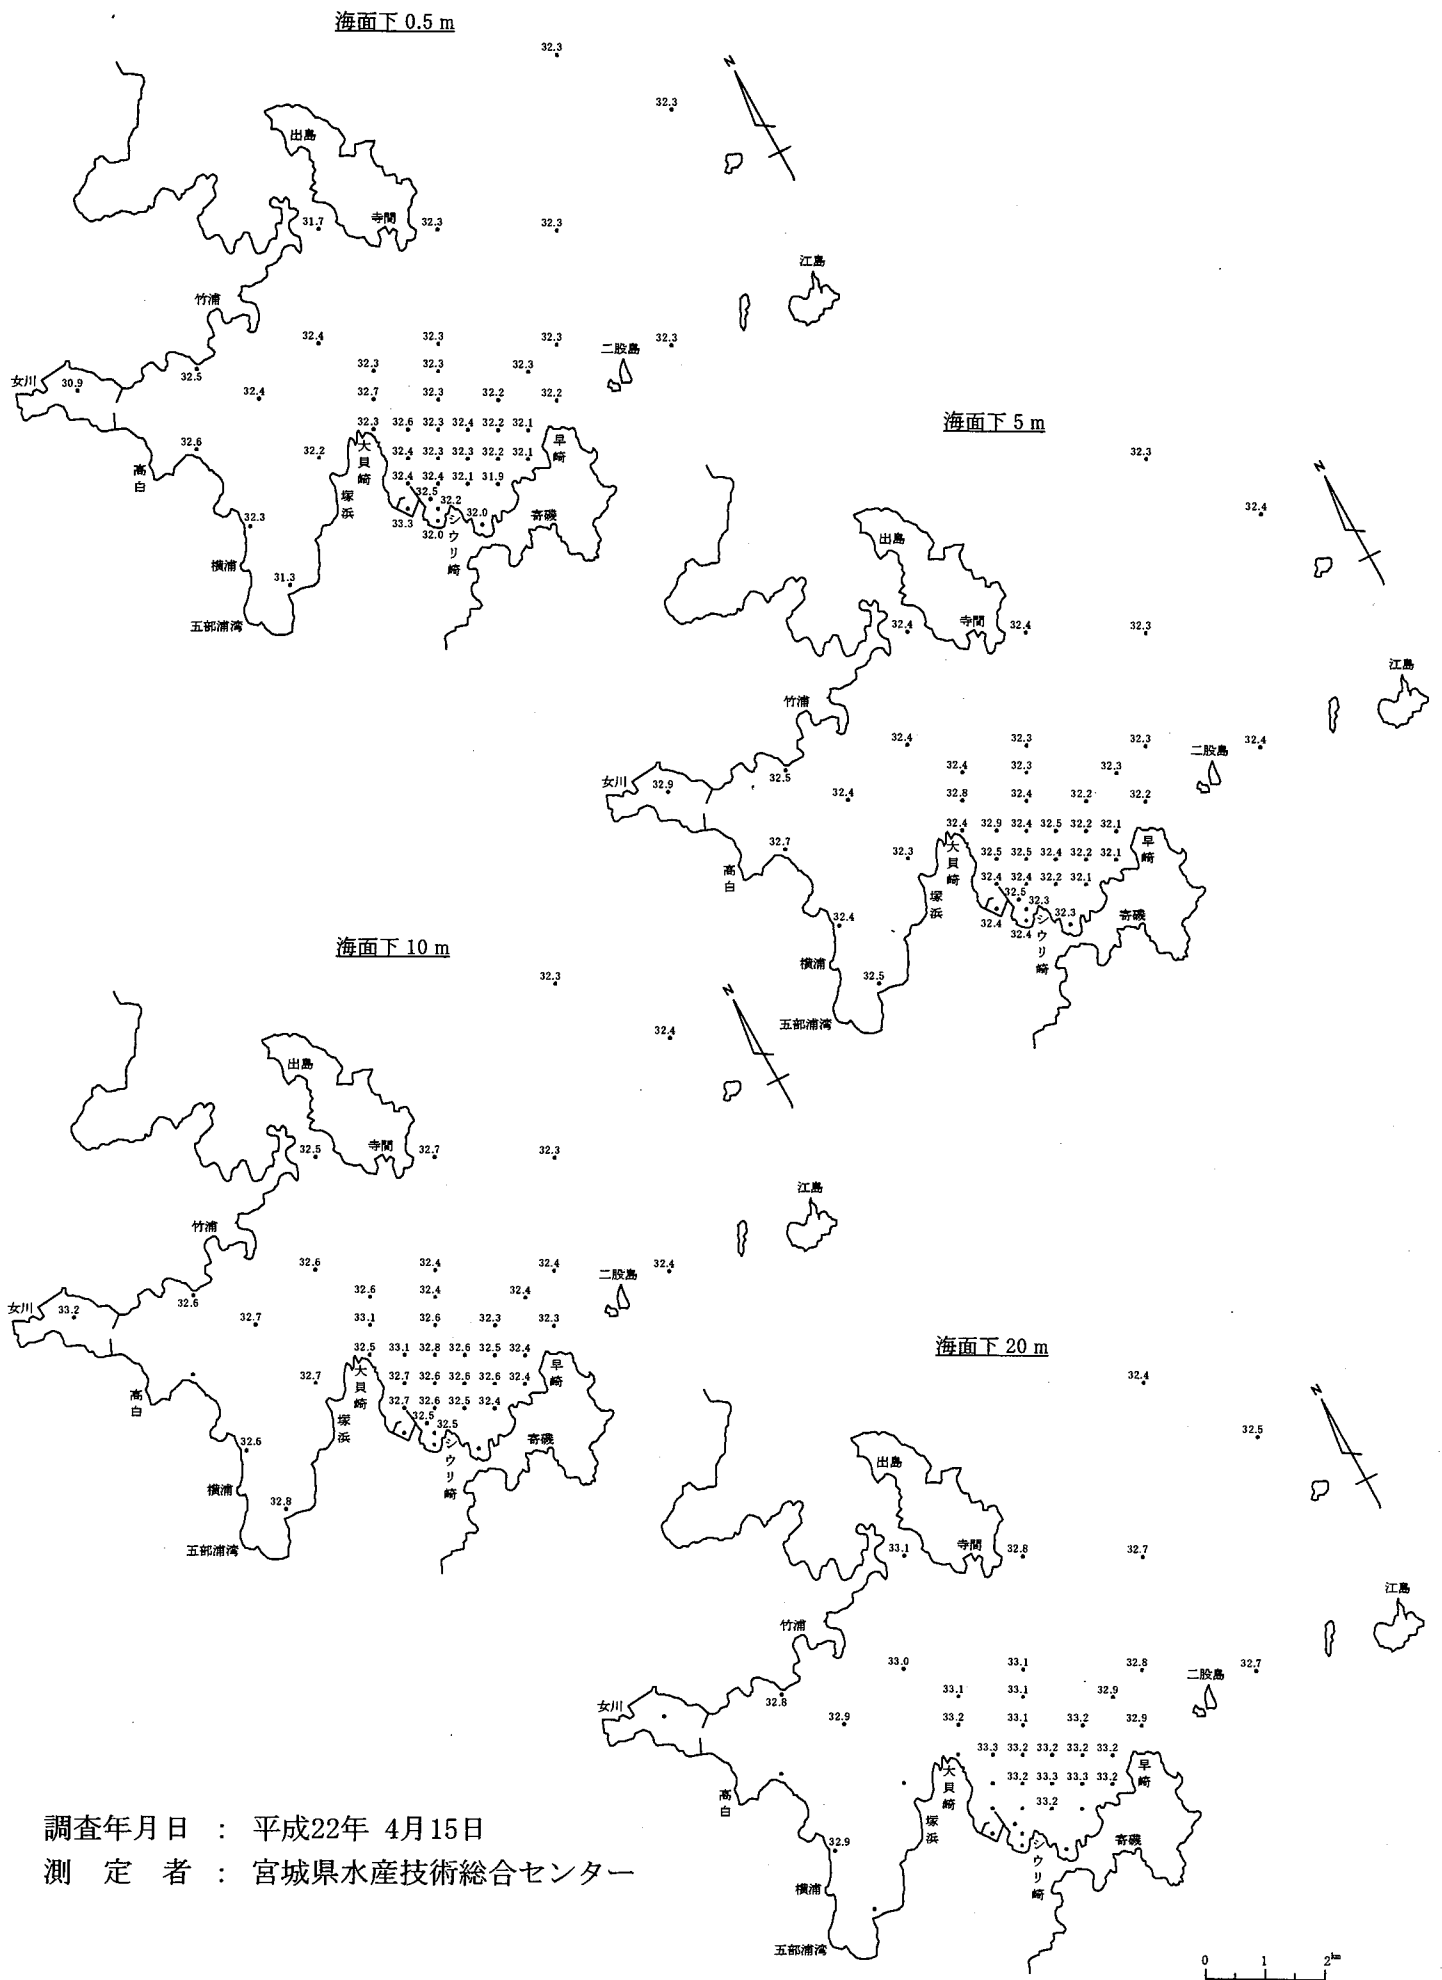 海面下 0.5 m
32.3
32.3
N
出島
31.7
寺間
32.3
32.3
江島
竹浦
32.4
32.3
32.3
32.3
二股島
32.3
32.3
32.3
女川
30.9
32.5
32.4
32.7
32.3
32.2
32.2
32.3
32.6
32.3
32.4
32.2
32.1
32.6
32.2
大貝崎
32.4
32.3
32.3
32.2
32.1
早崎
高白
32.4
32.4
32.1
31.9
塚浜
32.5
32.2
33.3
32.0
シウリ崎
32.0
寄磯
32.3
横浦
31.3
五部浦湾
海面下 5 m
32.3
32.4
N
出島
32.4
寺間
32.4
32.3
江島
竹浦
32.4
32.3
32.3
32.4
二股島
32.4
32.3
32.3
女川
32.9
32.5
32.4
32.8
32.4
32.2
32.2
32.4
32.9
32.4
32.5
32.2
32.1
32.7
32.3
大貝崎
32.5
32.5
32.4
32.2
32.1
早崎
高白
32.4
32.4
32.2
32.1
塚浜
32.5
32.3
32.4
32.4
シウリ崎
32.3
寄磯
32.4
横浦
32.5
五部浦湾
海面下 10 m
32.3
32.4
N
出島
32.5
寺間
32.7
32.3
江島
竹浦
32.6
32.4
32.4
32.4
二股島
32.6
32.4
32.4
女川
33.2
32.6
32.7
33.1
32.6
32.3
32.3
32.5
33.1
32.8
32.6
32.5
32.4
32.7
大貝崎
32.7
32.6
32.6
32.6
32.4
早崎
高白
32.7
32.6
32.5
32.4
塚浜
32.5
32.5
シウリ崎
寄磯
32.6
横浦
32.8
五部浦湾
海面下 20 m
32.4
32.5
N
出島
33.1
寺間
32.8
32.7
江島
竹浦
33.0
33.1
32.8
32.7
二股島
33.1
33.1
32.9
女川
32.8
32.9
33.2
33.1
33.2
32.9
33.3
33.2
33.2
33.2
33.2
大貝崎
33.2
33.3
33.3
33.2
早崎
高白
33.2
塚浜
シウリ崎
寄磯
32.9
横浦
五部浦湾
調査年月日 : 平成22年 4月15日
測 定 者 : 宮城県水産技術総合センター
0 1 2km